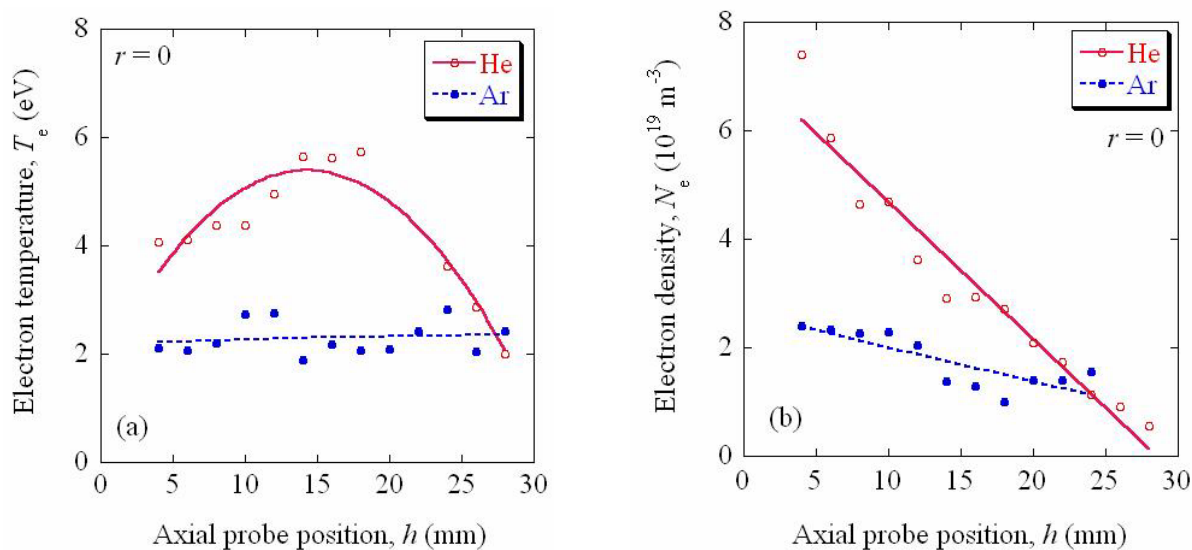 8
r = 0
He
Ar
6
4
2
(a)
0
0 5 10 15 20 25 30
Electron temperature, Te (eV)
Axial probe position, h (mm)
8
He
Ar
r = 0
6
4
2
(b)
0
0 5 10 15 20 25 30
Electron density, Ne (10^19 m^-3)
Axial probe position, h (mm)